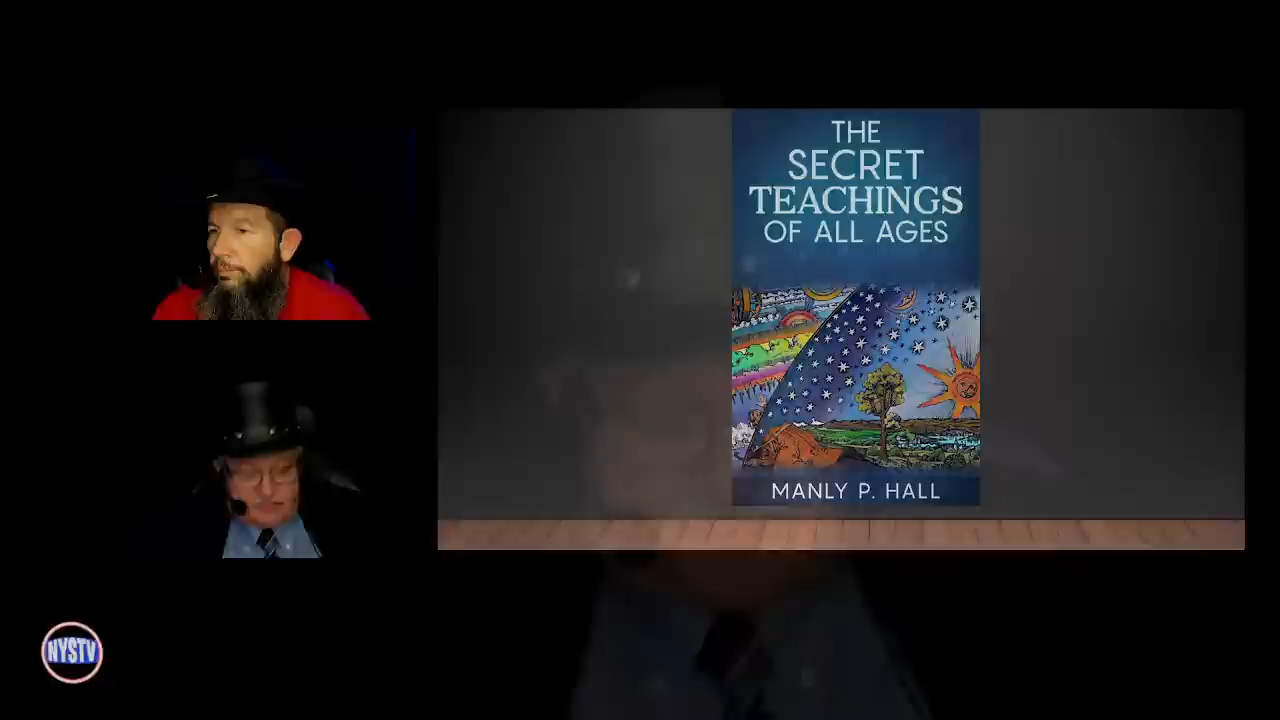 THE
SECRET
TEACHINGS
OF ALL AGES
MANLY P. HALL
NYSTV